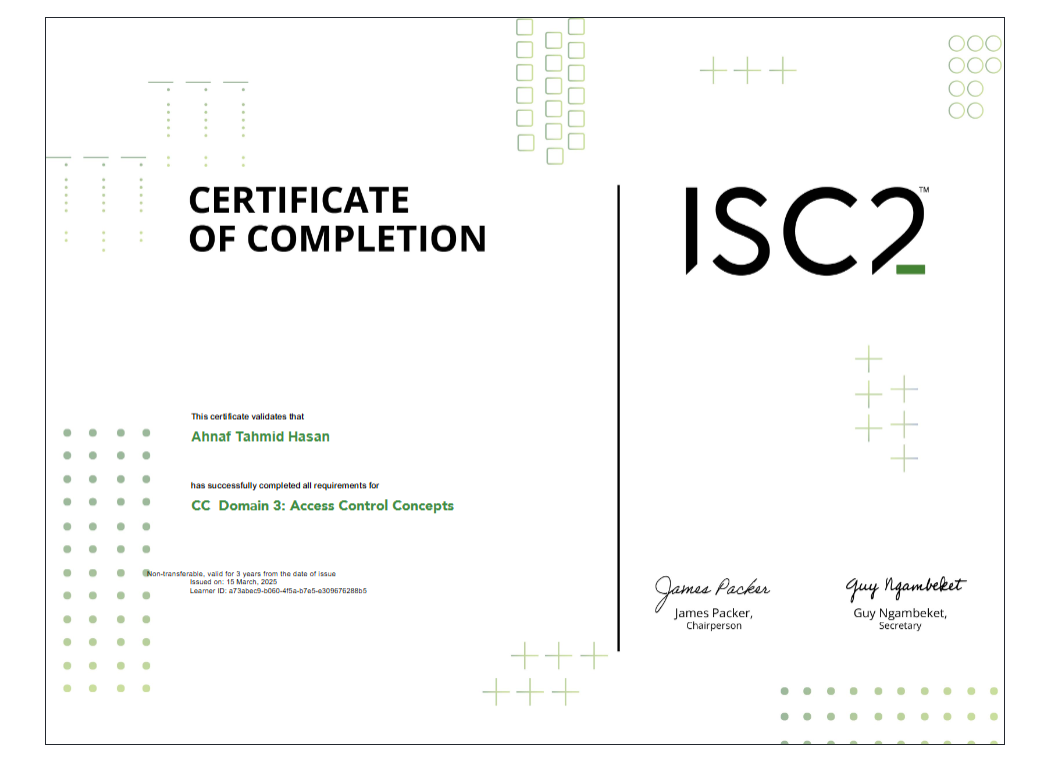 CERTIFICATE
OF COMPLETION
ISC2™
This certificate validates that
Ahnaf Tahmid Hasan
has successfully completed all requirements for
CC  Domain 3: Access Control Concepts
Non-transferable, valid for 3 years from the date of issue
Issued on: 15 March, 2025
Learner ID: a73abec9-b060-4f5a-b7e5-e309676288b5
James Packer
James Packer,
Chairperson
Guy Ngambeket
Guy Ngambeket,
Secretary